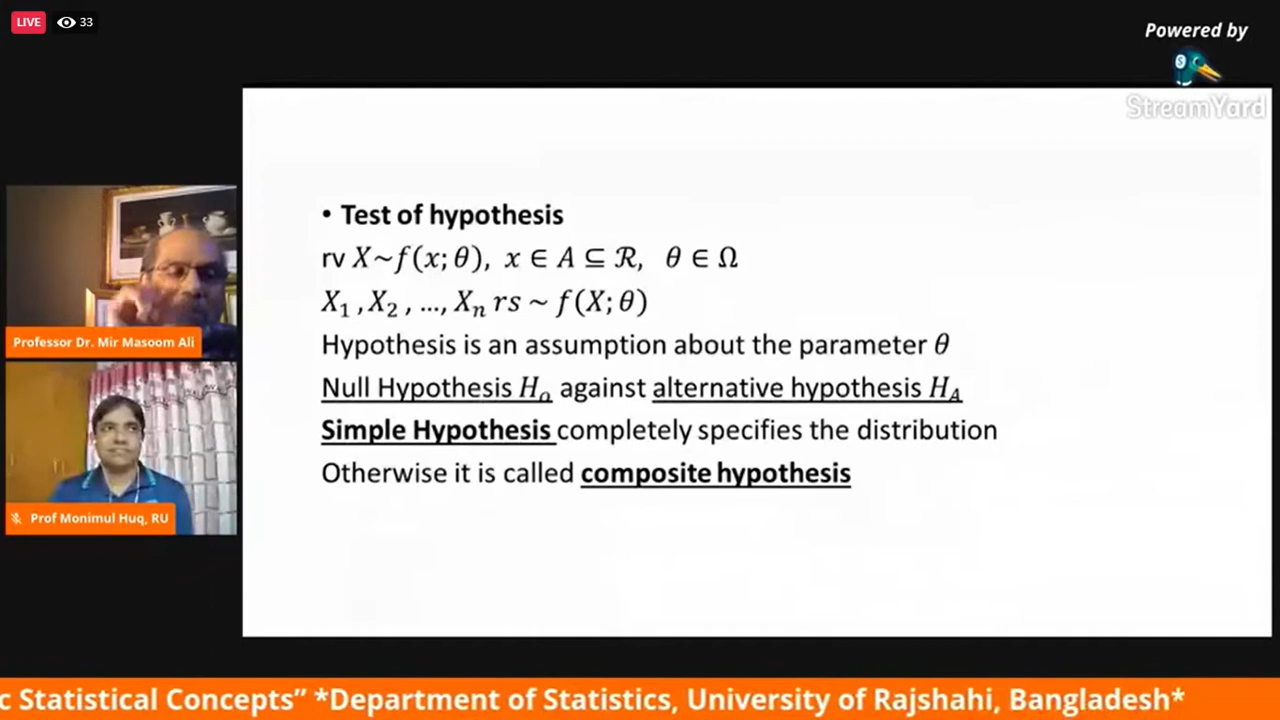 LIVE 33
Powered by
StreamYard
• Test of hypothesis
rv X~f(x; θ), x ∈ A ⊆ ℛ, θ ∈ Ω
X₁ ,X₂ , …, Xₙ rs ~ f(X; θ)
Hypothesis is an assumption about the parameter θ
Null Hypothesis Hₒ against alternative hypothesis H_A
Simple Hypothesis completely specifies the distribution
Otherwise it is called composite hypothesis
Professor Dr. Mir Masoom Ali
Prof Monimul Huq, RU
c Statistical Concepts” *Department of Statistics, University of Rajshahi, Bangladesh*